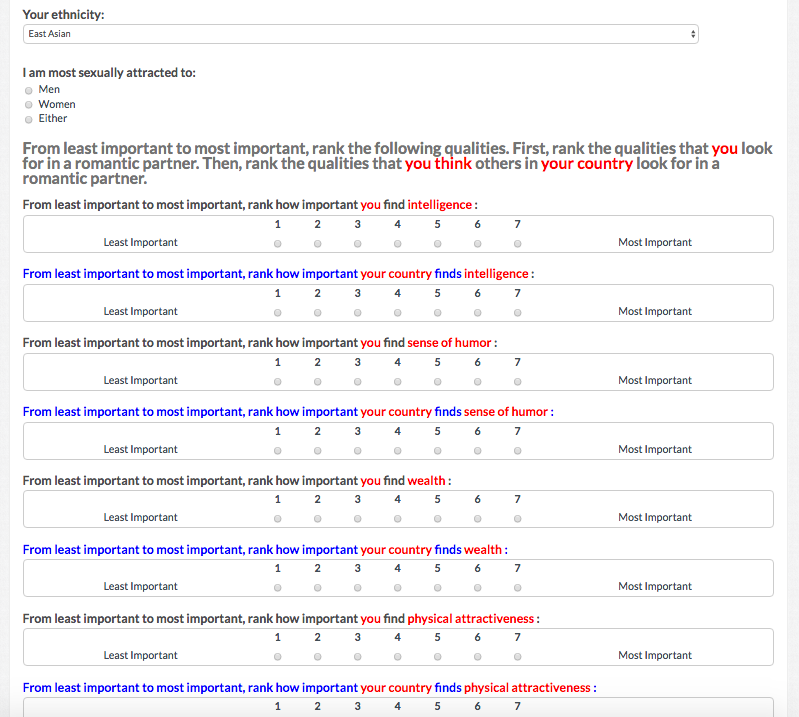 Your ethnicity:
East Asian
I am most sexually attracted to:
Men
Women
Either
From least important to most important, rank the following qualities. First, rank the qualities that you look
for in a romantic partner. Then, rank the qualities that you think others in your country look for in a
romantic partner.
From least important to most important, rank how important you find intelligence :
1 2 3 4 5 6 7
Least Important Most Important
From least important to most important, rank how important your country finds intelligence :
1 2 3 4 5 6 7
Least Important Most Important
From least important to most important, rank how important you find sense of humor :
1 2 3 4 5 6 7
Least Important Most Important
From least important to most important, rank how important your country finds sense of humor :
1 2 3 4 5 6 7
Least Important Most Important
From least important to most important, rank how important you find wealth :
1 2 3 4 5 6 7
Least Important Most Important
From least important to most important, rank how important your country finds wealth :
1 2 3 4 5 6 7
Least Important Most Important
From least important to most important, rank how important you find physical attractiveness :
1 2 3 4 5 6 7
Least Important Most Important
From least important to most important, rank how important your country finds physical attractiveness :
1 2 3 4 5 6 7